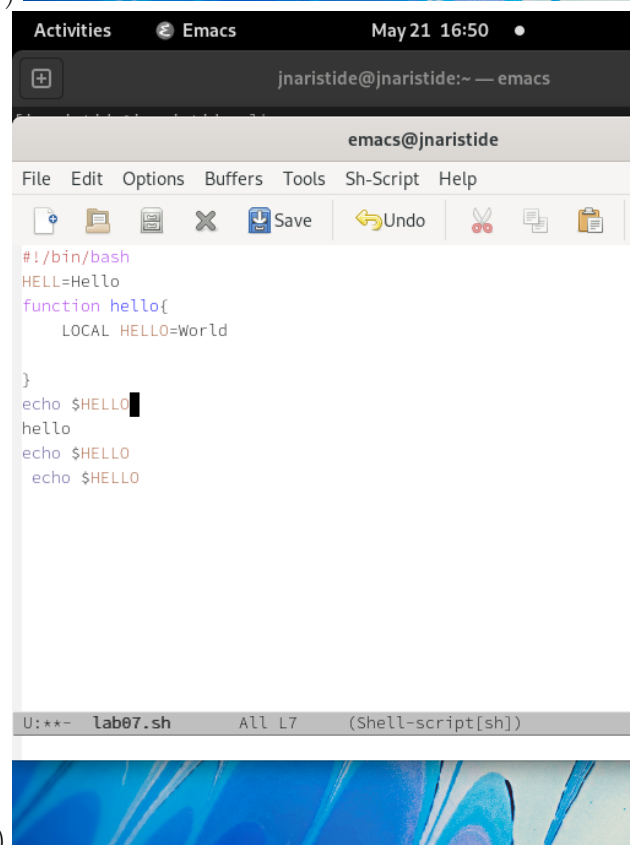 )
Activities Emacs May 21 16:50
jnaristide@jnaristide:~ — emacs
emacs@jnaristide
File Edit Options Buffers Tools Sh-Script Help
Save Undo
#!/bin/bash
HELL=Hello
function hello{
    LOCAL HELLO=World
}
echo $HELLO
hello
echo $HELLO
 echo $HELLO
U:**- lab07.sh All L7 (Shell-script[sh])
)